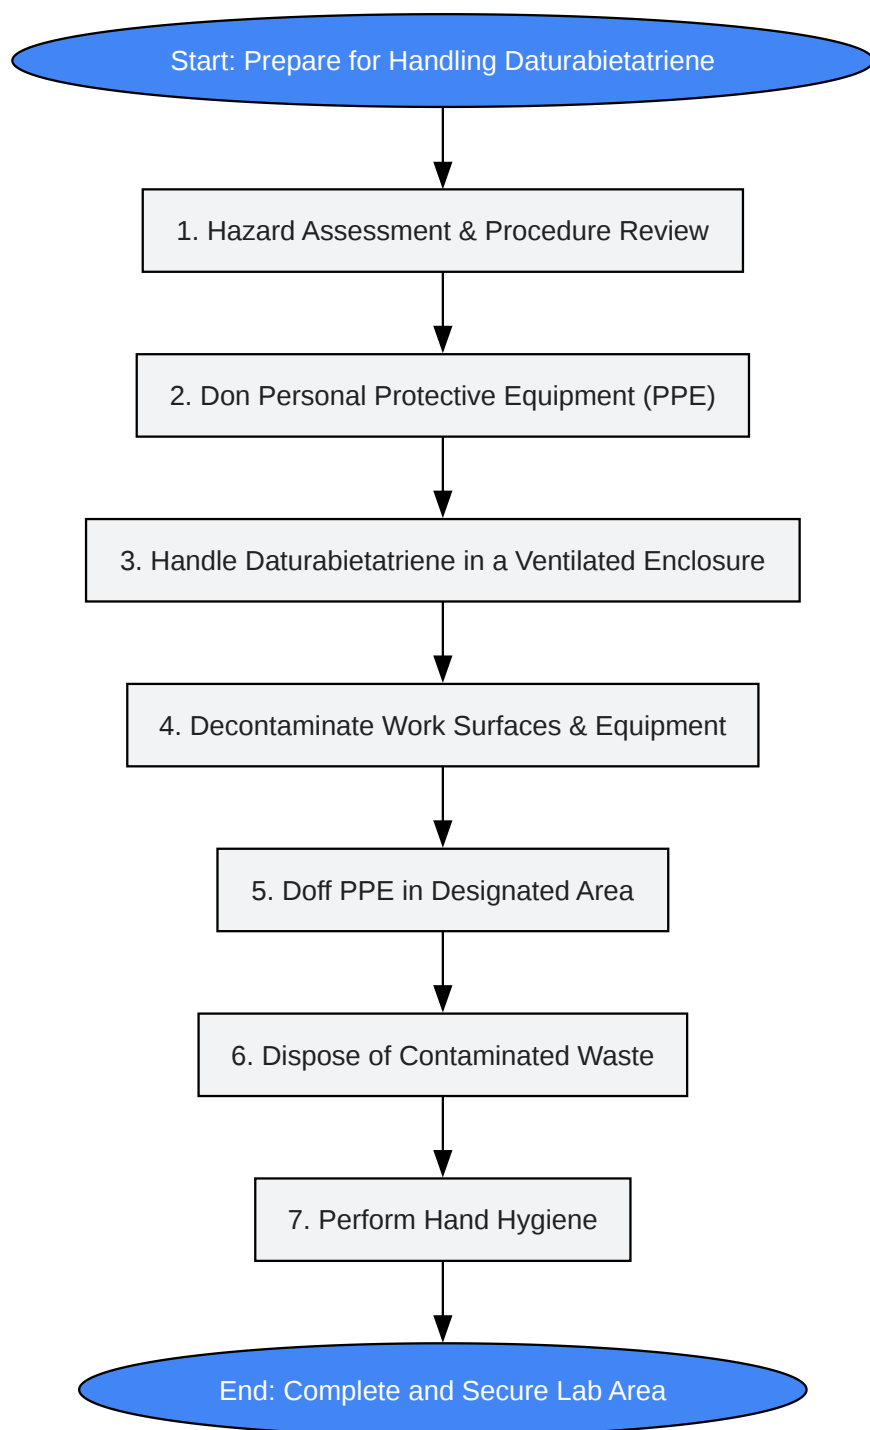 Start: Prepare for Handling Daturabietatriene
1. Hazard Assessment & Procedure Review
2. Don Personal Protective Equipment (PPE)
3. Handle Daturabietatriene in a Ventilated Enclosure
4. Decontaminate Work Surfaces & Equipment
5. Doff PPE in Designated Area
6. Dispose of Contaminated Waste
7. Perform Hand Hygiene
End: Complete and Secure Lab Area